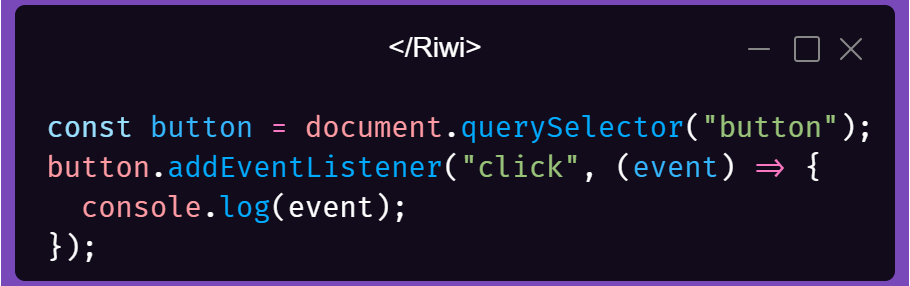 </Riwi>
const button = document.querySelector("button");
button.addEventListener("click", (event) => {
  console.log(event);
});